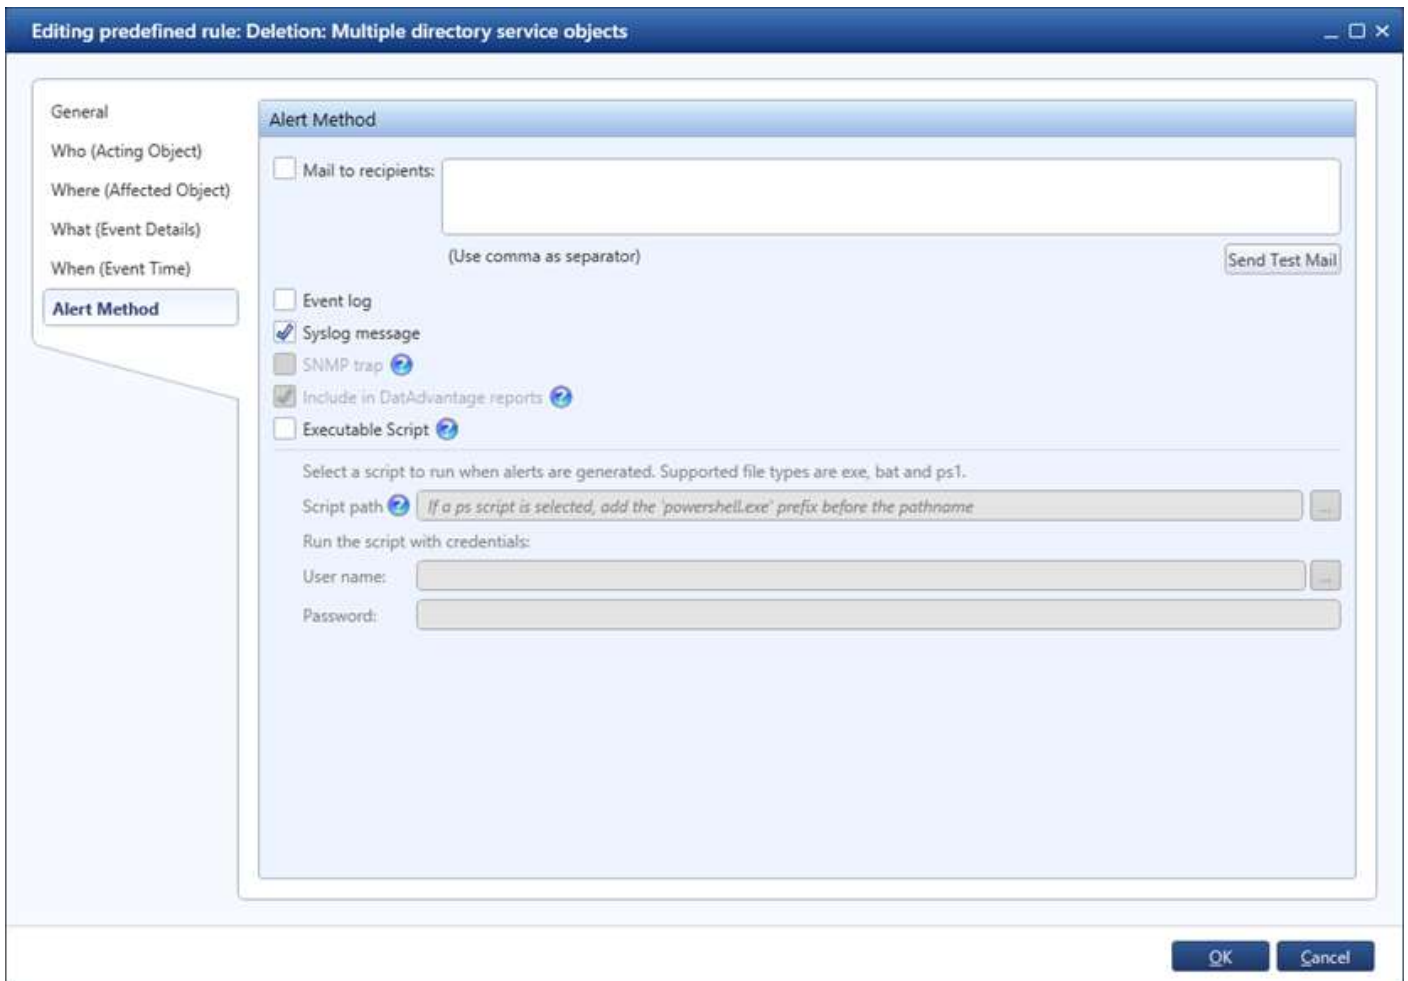 Editing predefined rule: Deletion: Multiple directory service objects
General
Who (Acting Object)
Where (Affected Object)
What (Event Details)
When (Event Time)
Alert Method
Alert Method
Mail to recipients:
(Use comma as separator)
Send Test Mail
Event log
Syslog message
SNMP trap
Include in DatAdvantage reports
Executable Script
Select a script to run when alerts are generated. Supported file types are exe, bat and ps1.
Script path If a ps script is selected, add the 'powershell.exe' prefix before the pathname ...
Run the script with credentials:
User name: ...
Password:
OK Cancel